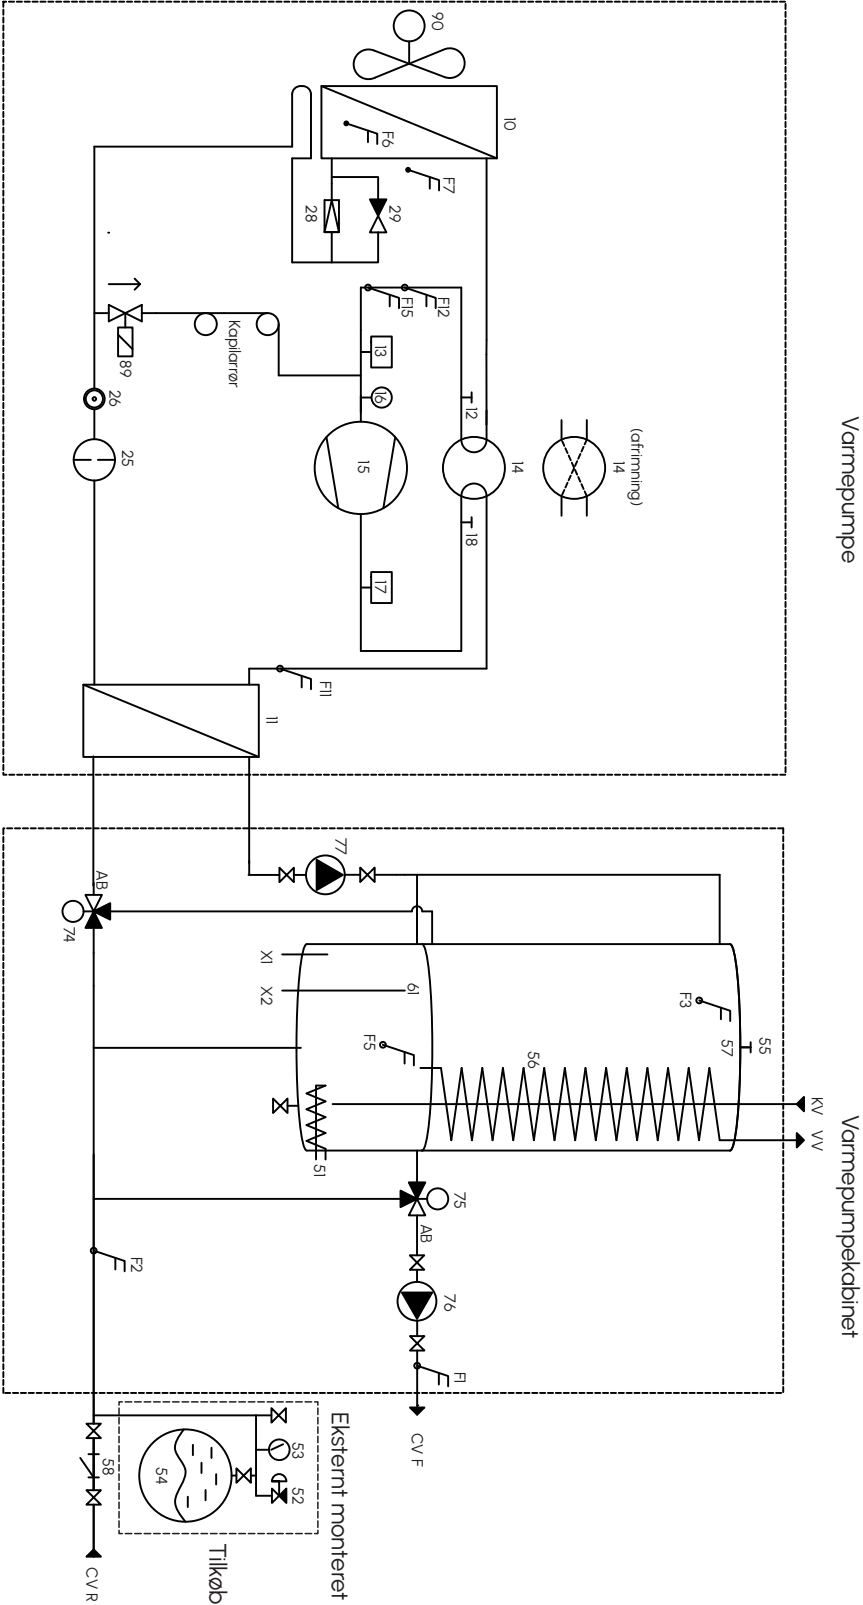 Varmepumpe
90
10
F6
F7
29
28
F15
F12
13
16
12
Kapilarrør
89
26
25
15
14
14
(afrimning)
18
17
F11
11
Varmepumpekabinet
77
AB
74
X1
X2
61
F5
F3
57
55
56
KV
VV
51
75
AB
76
F2
F1
CV F
Eksternt monteret
53
52
54
58
Tilkøb
CV R